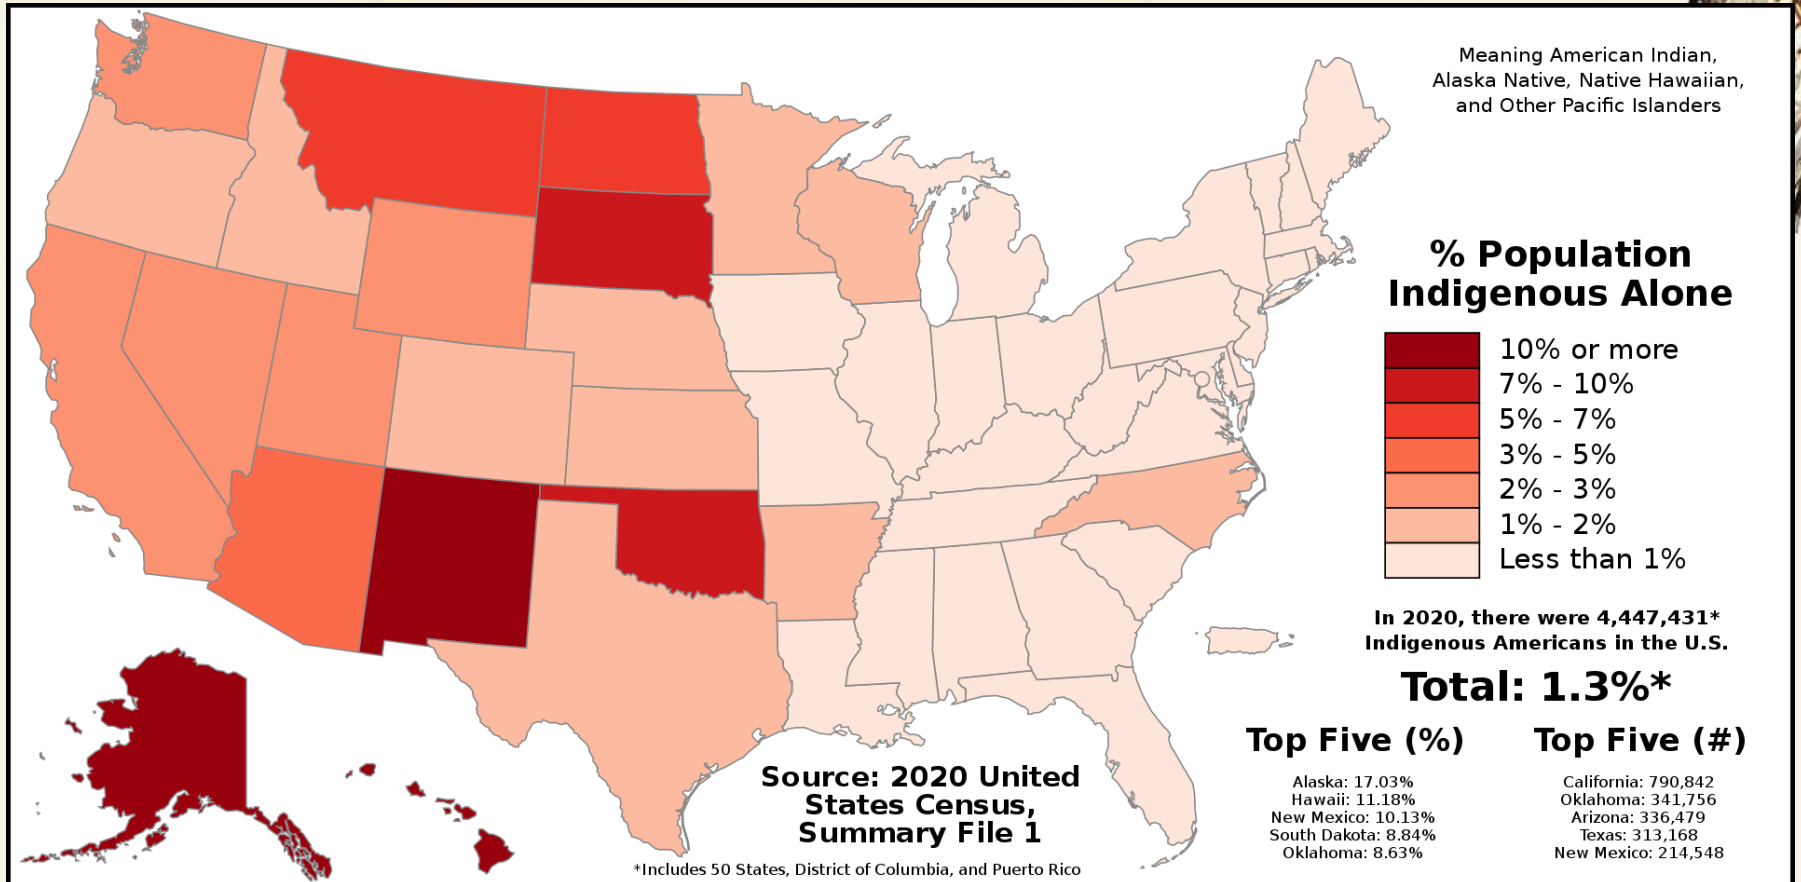 Meaning American Indian,
Alaska Native, Native Hawaiian,
and Other Pacific Islanders
% Population
Indigenous Alone
10% or more
7% - 10%
5% - 7%
3% - 5%
2% - 3%
1% - 2%
Less than 1%
In 2020, there were 4,447,431*
Indigenous Americans in the U.S.
Total: 1.3%*
Top Five (%)
Alaska: 17.03%
Hawaii: 11.18%
New Mexico: 10.13%
South Dakota: 8.84%
Oklahoma: 8.63%
Top Five (#)
California: 790,842
Oklahoma: 341,756
Arizona: 336,479
Texas: 313,168
New Mexico: 214,548
Source: 2020 United
States Census,
Summary File 1
*Includes 50 States, District of Columbia, and Puerto Rico